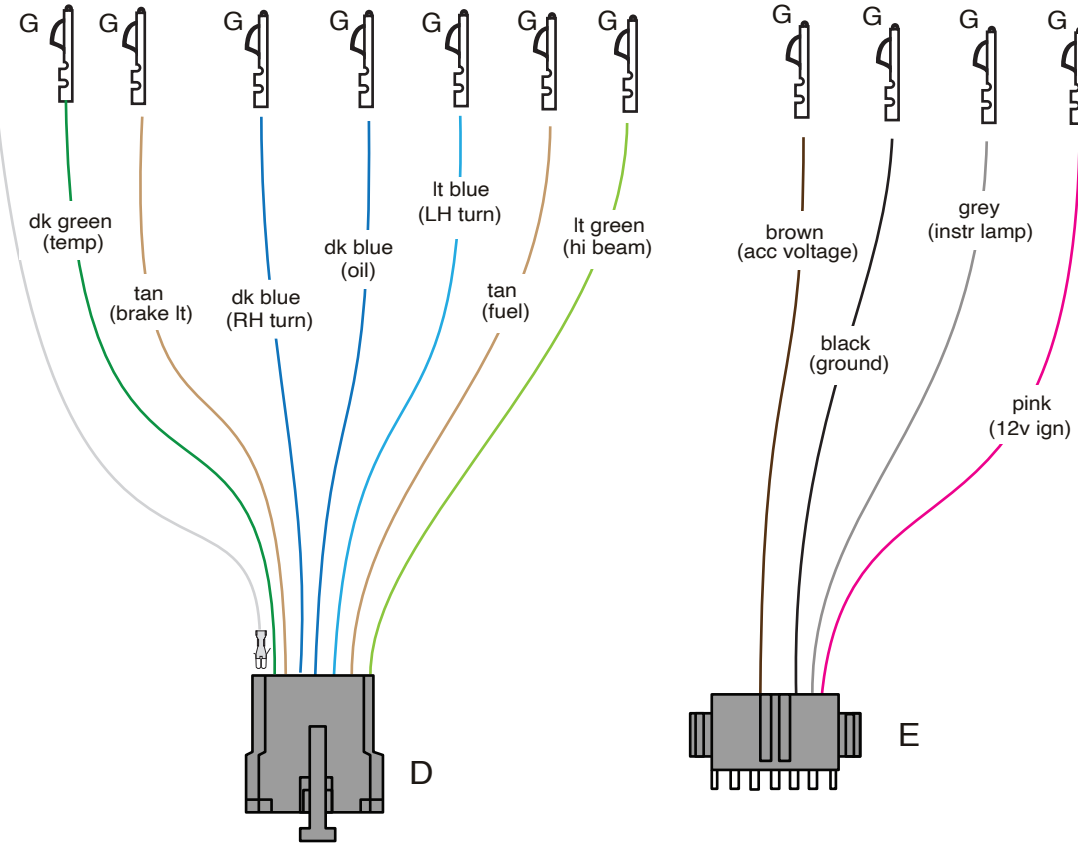 G
G
G
G
G
G
G
G
G
G
G
dk green
(temp)
tan
(brake lt)
dk blue
(RH turn)
dk blue
(oil)
lt blue
(LH turn)
tan
(fuel)
lt green
(hi beam)
brown
(acc voltage)
black
(ground)
grey
(instr lamp)
pink
(12v ign)
D
E